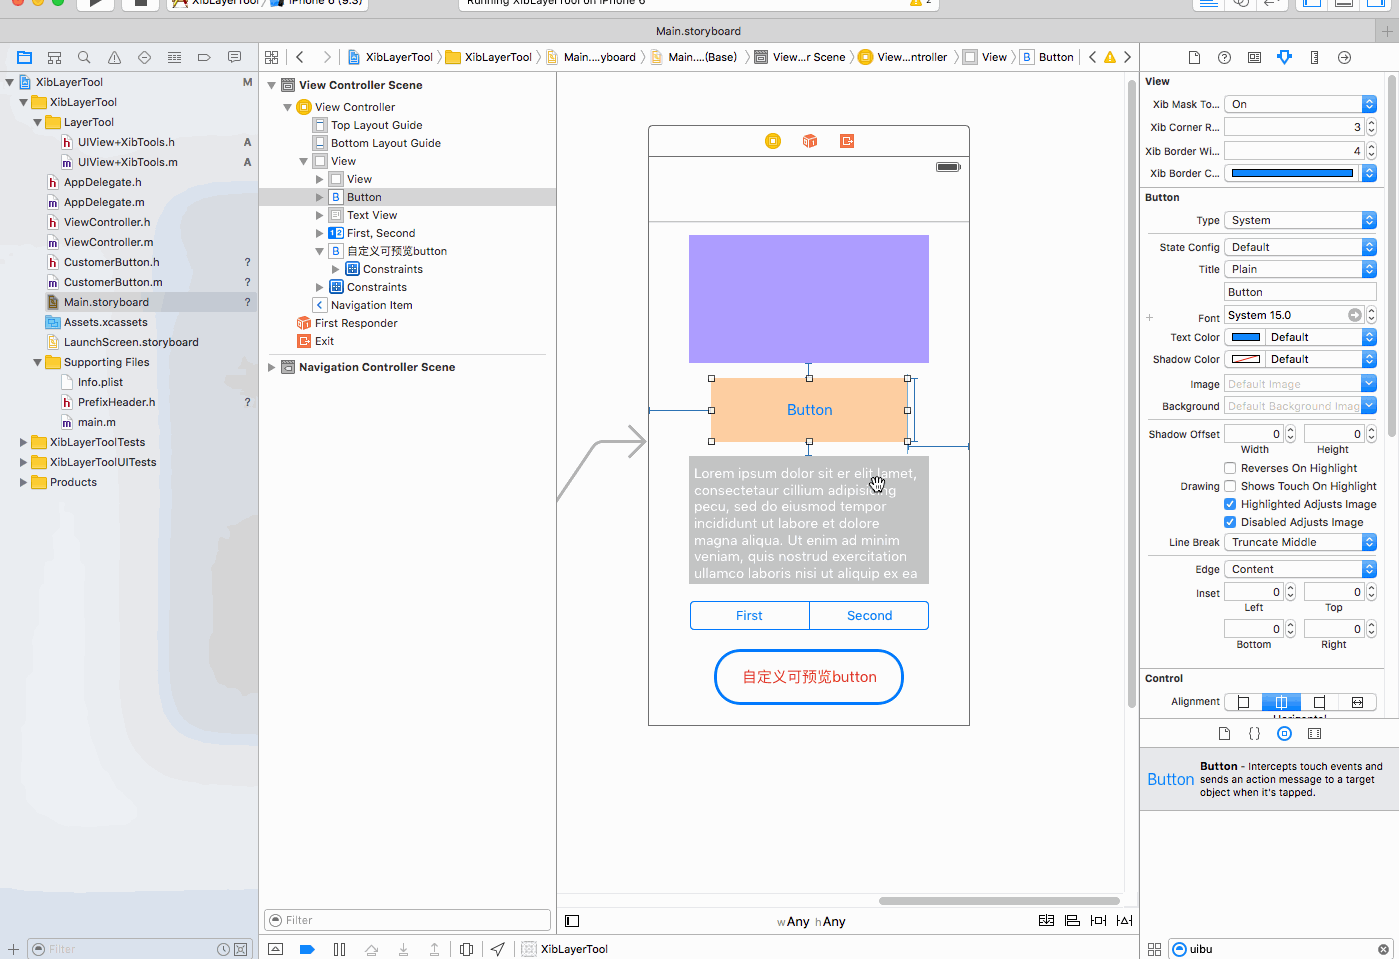 XibLayerTool iPhone 6 (9.3) Running XibLayerTool on iPhone 6 2
Main.storyboard
XibLayerTool XibLayerTool Main....yboard Main....(Base) View...r Scene View...ntroller View Button
XibLayerTool M
XibLayerTool
LayerTool
UIView+XibTools.h A
UIView+XibTools.m A
AppDelegate.h
AppDelegate.m
ViewController.h
ViewController.m
CustomerButton.h ?
CustomerButton.m ?
Main.storyboard ?
Assets.xcassets
LaunchScreen.storyboard
Supporting Files
Info.plist
PrefixHeader.h ?
main.m
XibLayerToolTests
XibLayerToolUITests
Products
Filter
View Controller Scene
View Controller
Top Layout Guide
Bottom Layout Guide
View
View
B Button
Text View
1 2 First, Second
B 自定义可预览button
Constraints
Constraints
Navigation Item
First Responder
Exit
Navigation Controller Scene
Filter
Button
Lorem ipsum dolor sit er elit lamet,
consectetaur cillium adipisicing
pecu, sed do eiusmod tempor
incididunt ut labore et dolore
magna aliqua. Ut enim ad minim
veniam, quis nostrud exercitation
ullamco laboris nisi ut aliquip ex ea
First Second
自定义可预览button
wAny hAny
XibLayerTool
View
Xib Mask To... On
Xib Corner R... 3
Xib Border Wi... 4
Xib Border C...
Button
Type System
State Config Default
Title Plain
Button
Font System 15.0
Text Color Default
Shadow Color Default
Image Default Image
Background Default Background Imag
Shadow Offset 0 0
Width Height
Reverses On Highlight
Drawing Shows Touch On Highlight
Highlighted Adjusts Image
Disabled Adjusts Image
Line Break Truncate Middle
Edge Content
Inset 0 0
Left Top
0 0
Bottom Right
Control
Alignment
Horizontal
Button Button - Intercepts touch events and
sends an action message to a target
object when it's tapped.
uibu